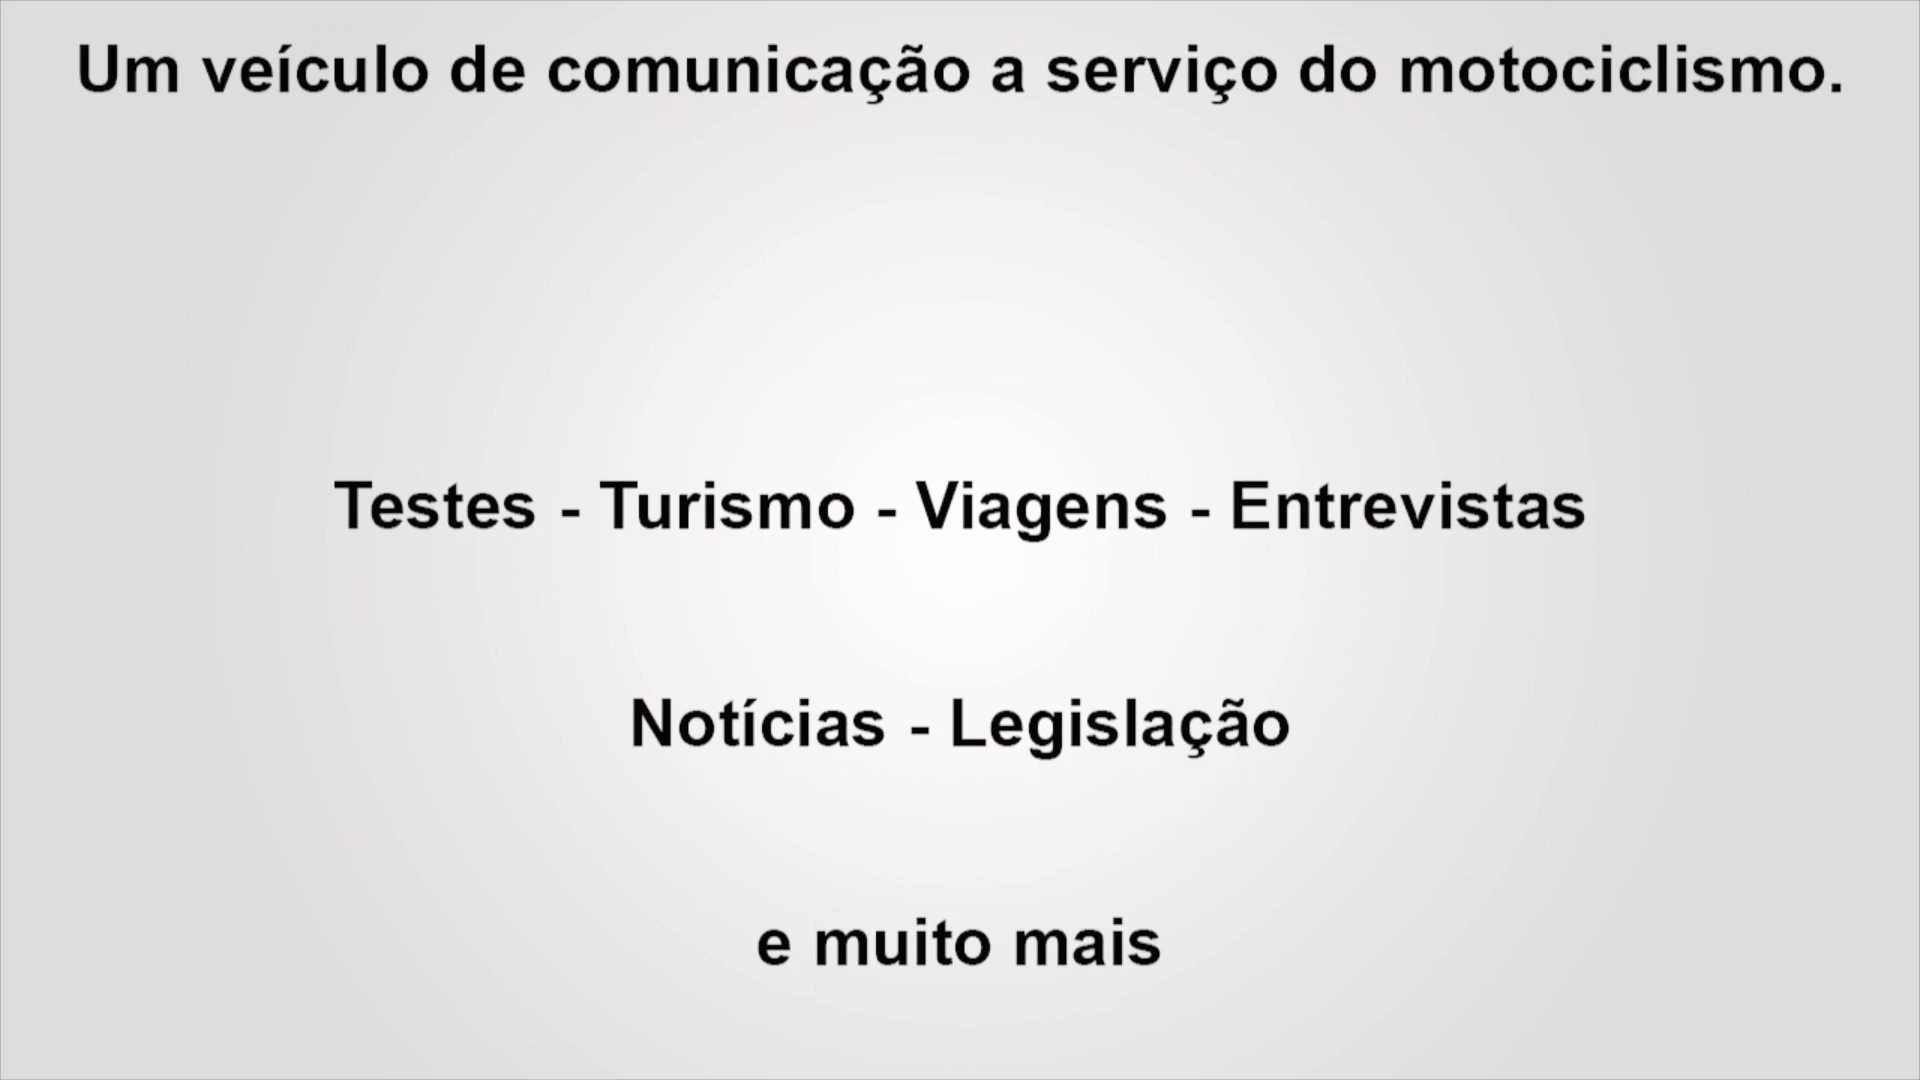 Um veículo de comunicação a serviço do motociclismo.
Testes - Turismo - Viagens - Entrevistas
Notícias - Legislação
e muito mais